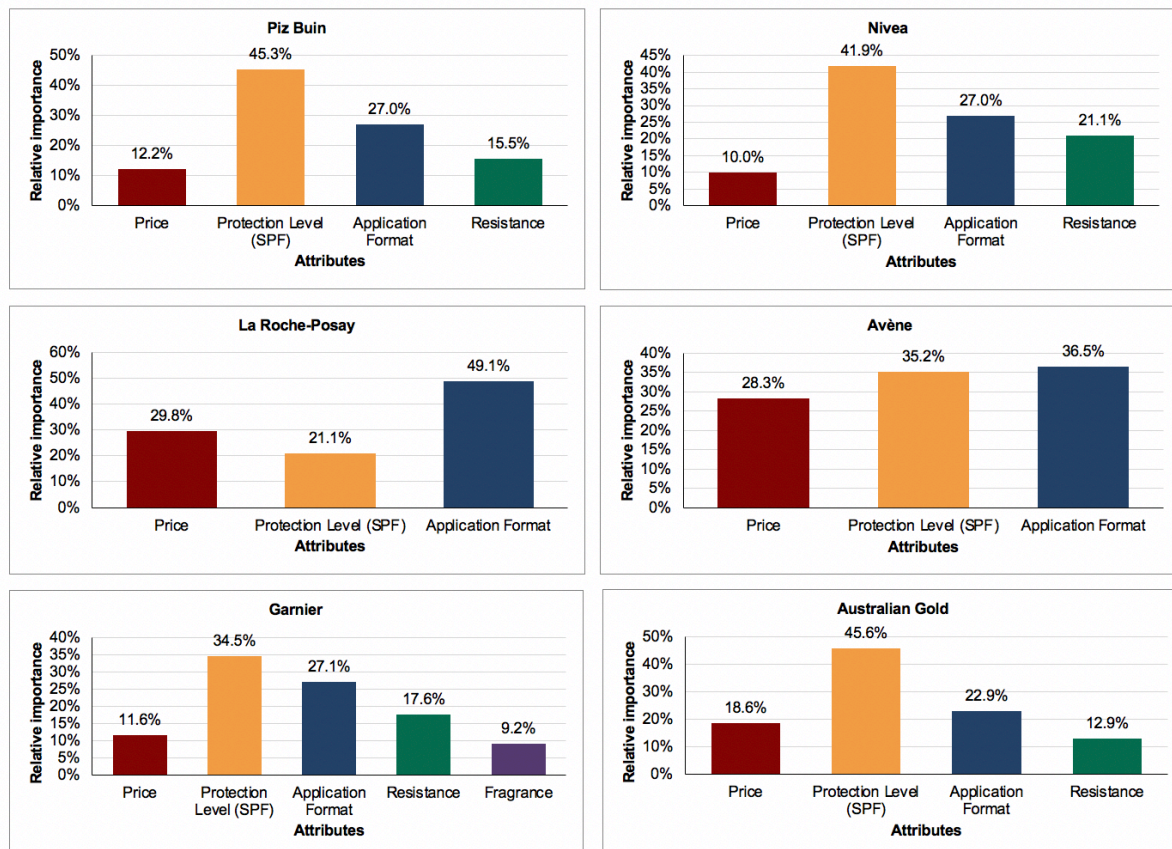 Piz Buin
Relative importance
50%
40%
30%
20%
10%
0%
12.2%
45.3%
27.0%
15.5%
Price
Protection Level
(SPF)
Application
Format
Resistance
Attributes
Nivea
Relative importance
45%
40%
35%
30%
25%
20%
15%
10%
5%
0%
10.0%
41.9%
27.0%
21.1%
Price
Protection Level
(SPF)
Application
Format
Resistance
Attributes
La Roche-Posay
Relative importance
60%
50%
40%
30%
20%
10%
0%
29.8%
21.1%
49.1%
Price
Protection Level (SPF)
Application Format
Attributes
Avène
Relative importance
40%
35%
30%
25%
20%
15%
10%
5%
0%
28.3%
35.2%
36.5%
Price
Protection Level (SPF)
Application Format
Attributes
Garnier
Relative importance
40%
35%
30%
25%
20%
15%
10%
5%
0%
11.6%
34.5%
27.1%
17.6%
9.2%
Price
Protection
Level (SPF)
Application
Format
Resistance
Fragrance
Attributes
Australian Gold
Relative importance
50%
40%
30%
20%
10%
0%
18.6%
45.6%
22.9%
12.9%
Price
Protection Level
(SPF)
Application
Format
Resistance
Attributes